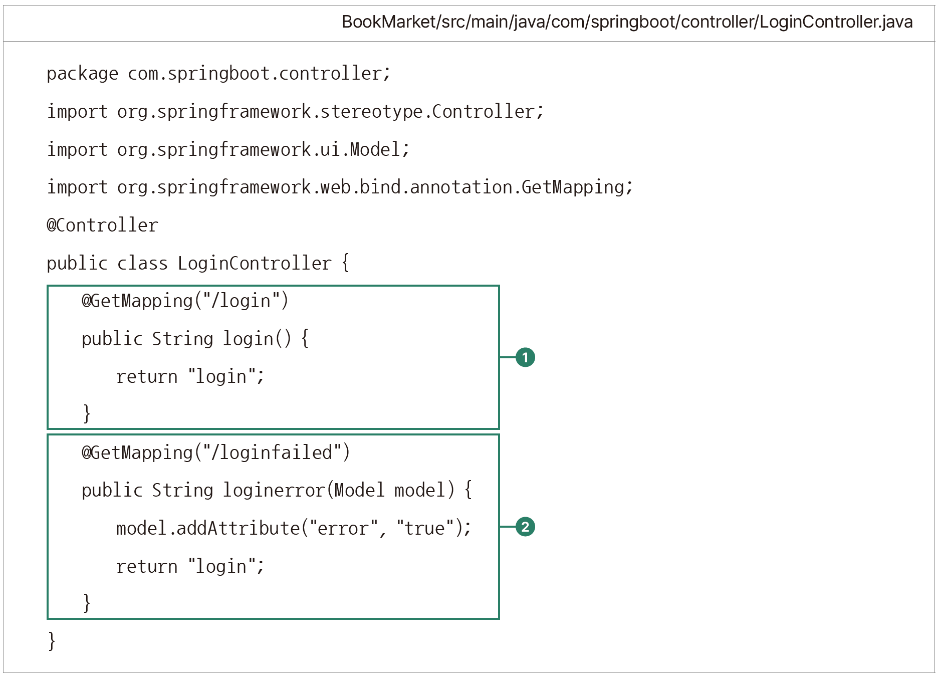 BookMarket/src/main/java/com/springboot/controller/LoginController.java
package com.springboot.controller;
import org.springframework.stereotype.Controller;
import org.springframework.ui.Model;
import org.springframework.web.bind.annotation.GetMapping;
@Controller
public class LoginController {
@GetMapping("/login")
public String login() {
return "login";
}
1
@GetMapping("/loginfailed")
public String loginerror(Model model) {
model.addAttribute("error", "true");
return "login";
}
2
}